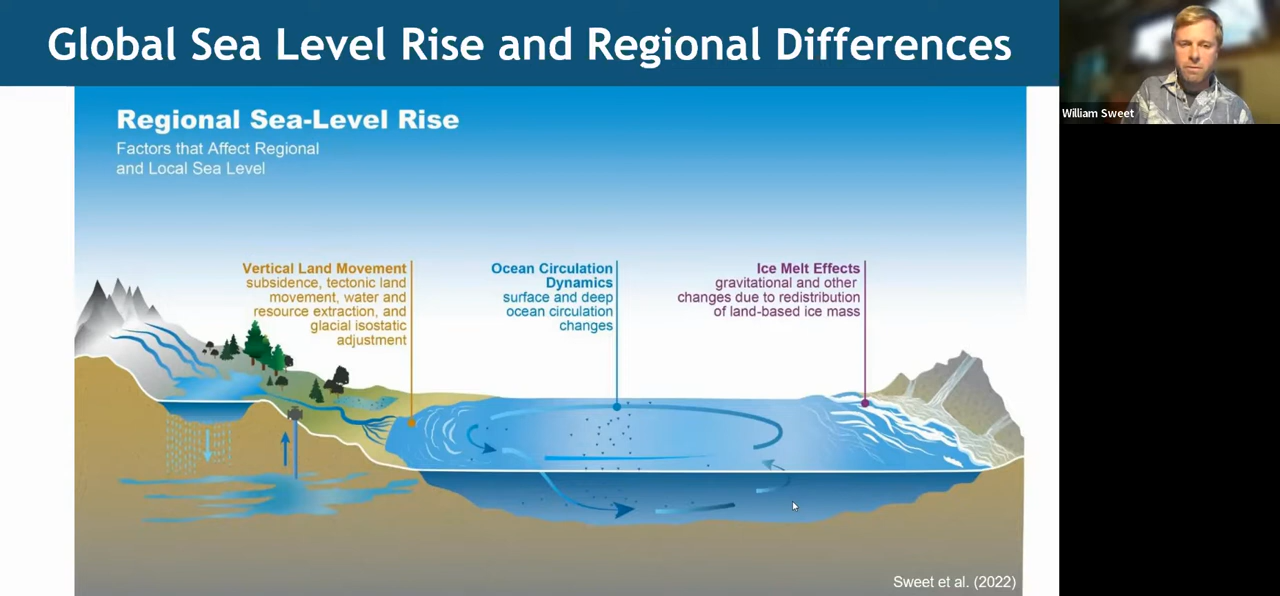 Global Sea Level Rise and Regional Differences
William Sweet
Regional Sea-Level Rise
Factors that Affect Regional
and Local Sea Level
Vertical Land Movement
subsidence, tectonic land
movement, water and
resource extraction, and
glacial isostatic
adjustment
Ocean Circulation
Dynamics
surface and deep
ocean circulation
changes
Ice Melt Effects
gravitational and other
changes due to redistribution
of land-based ice mass
Sweet et al. (2022)